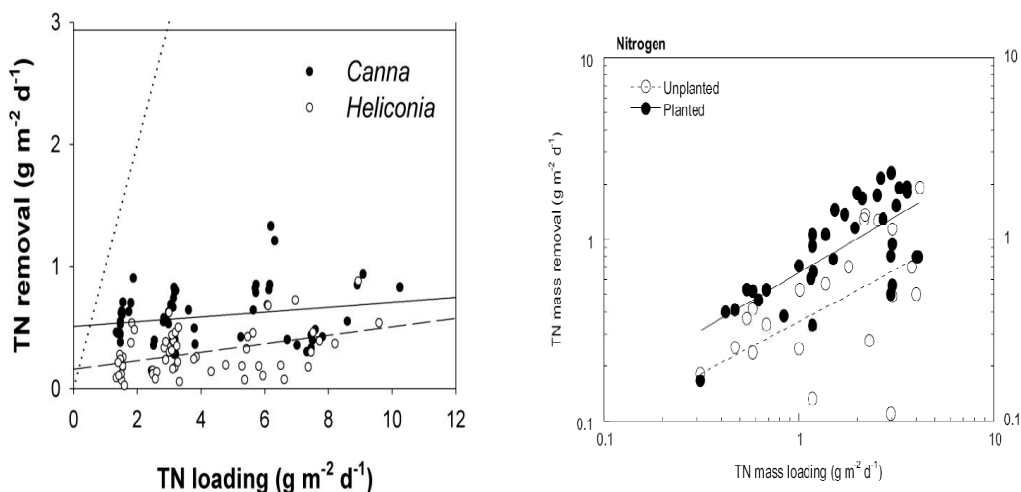 3
2
1
0
TN removal (g m⁻² d⁻¹)
Canna
Heliconia
0 2 4 6 8 10 12
TN loading (g m⁻² d⁻¹)
Nitrogen
10
1
0.1
TN mass removal (g m⁻² d⁻¹)
Unplanted
Planted
10
1
0.1
0.1 1 10
TN mass loading (g m⁻² d⁻¹)